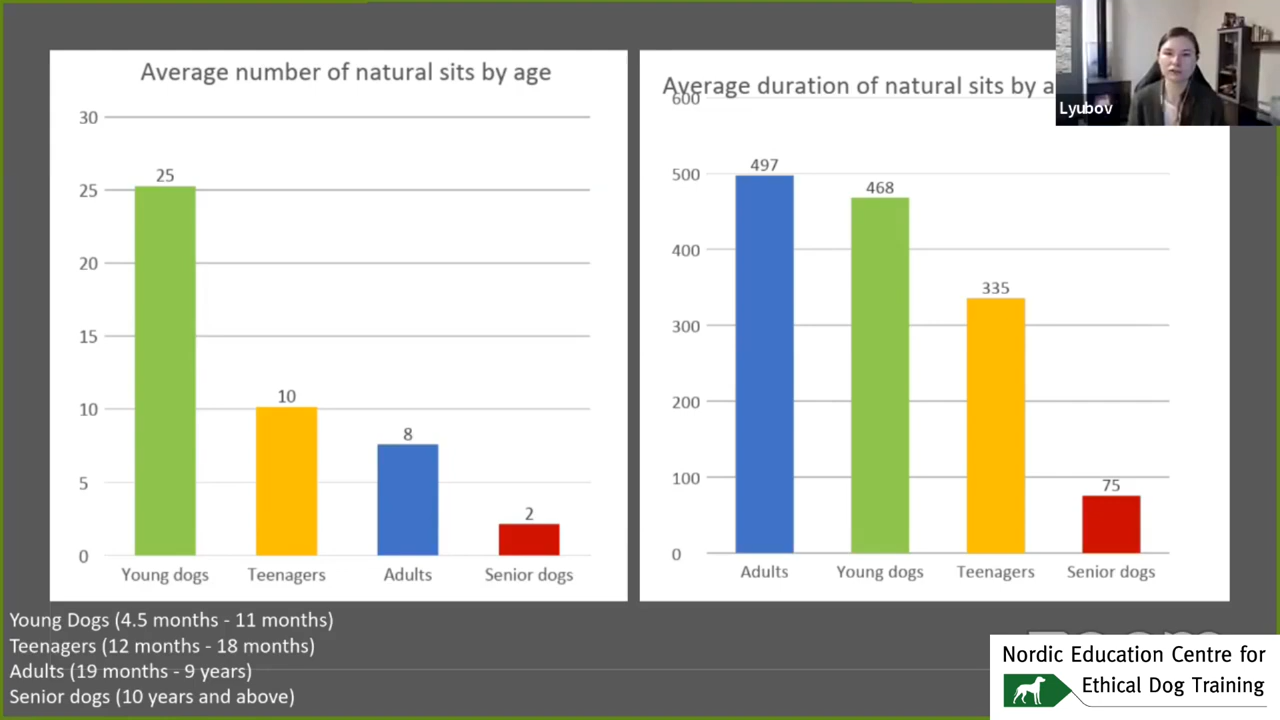 Average number of natural sits by age
30
25
20
15
10
5
0
25
10
8
2
Young dogs Teenagers Adults Senior dogs
Average duration of natural sits by a
600
500
400
300
200
100
0
497
468
335
75
Adults Young dogs Teenagers Senior dogs
Lyubov
Young Dogs (4.5 months - 11 months)
Teenagers (12 months - 18 months)
Adults (19 months - 9 years)
Senior dogs (10 years and above)
zoom
Nordic Education Centre for
Ethical Dog Training